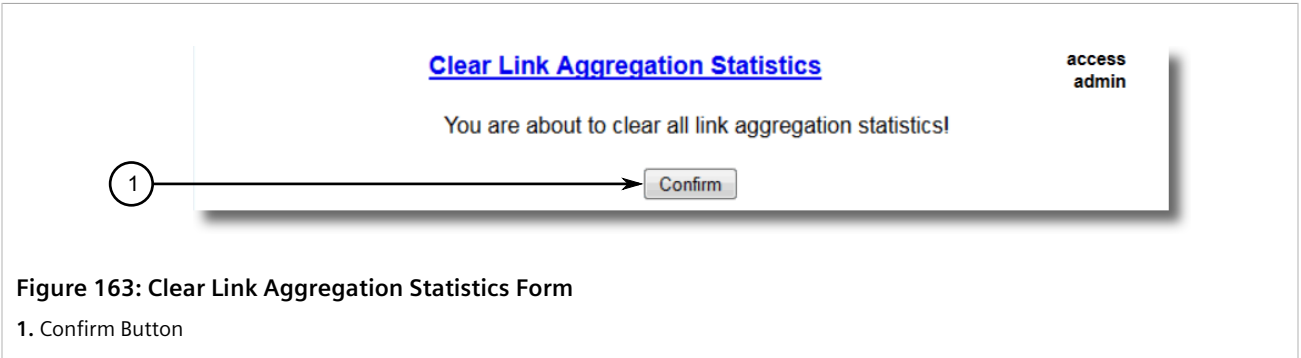 Clear Link Aggregation Statistics
access
admin
You are about to clear all link aggregation statistics!
1
Confirm
Figure 163: Clear Link Aggregation Statistics Form
1. Confirm Button